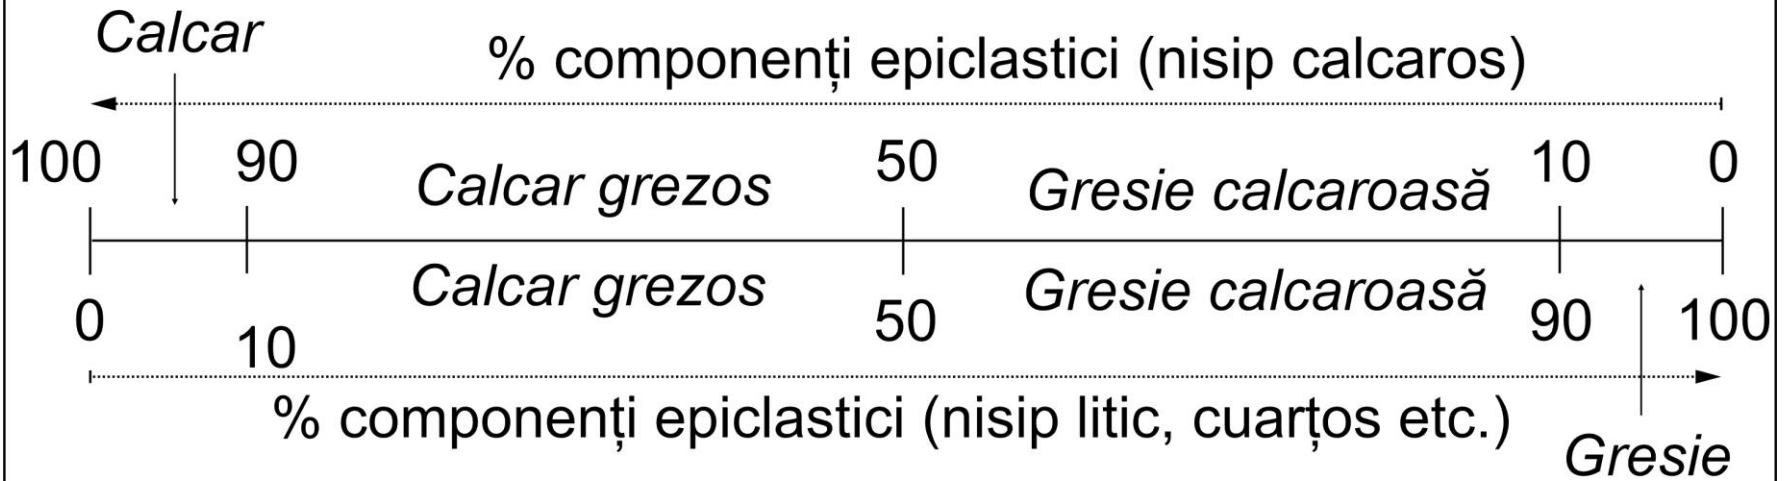 Calcar
% componenți epiclastici (nisip calcaros)
100 90 50 10 0
Calcar grezos Gresie calcaroasă
Calcar grezos Gresie calcaroasă
0 10 50 90 100
% componenți epiclastici (nisip litic, cuarțos etc.)
Gresie